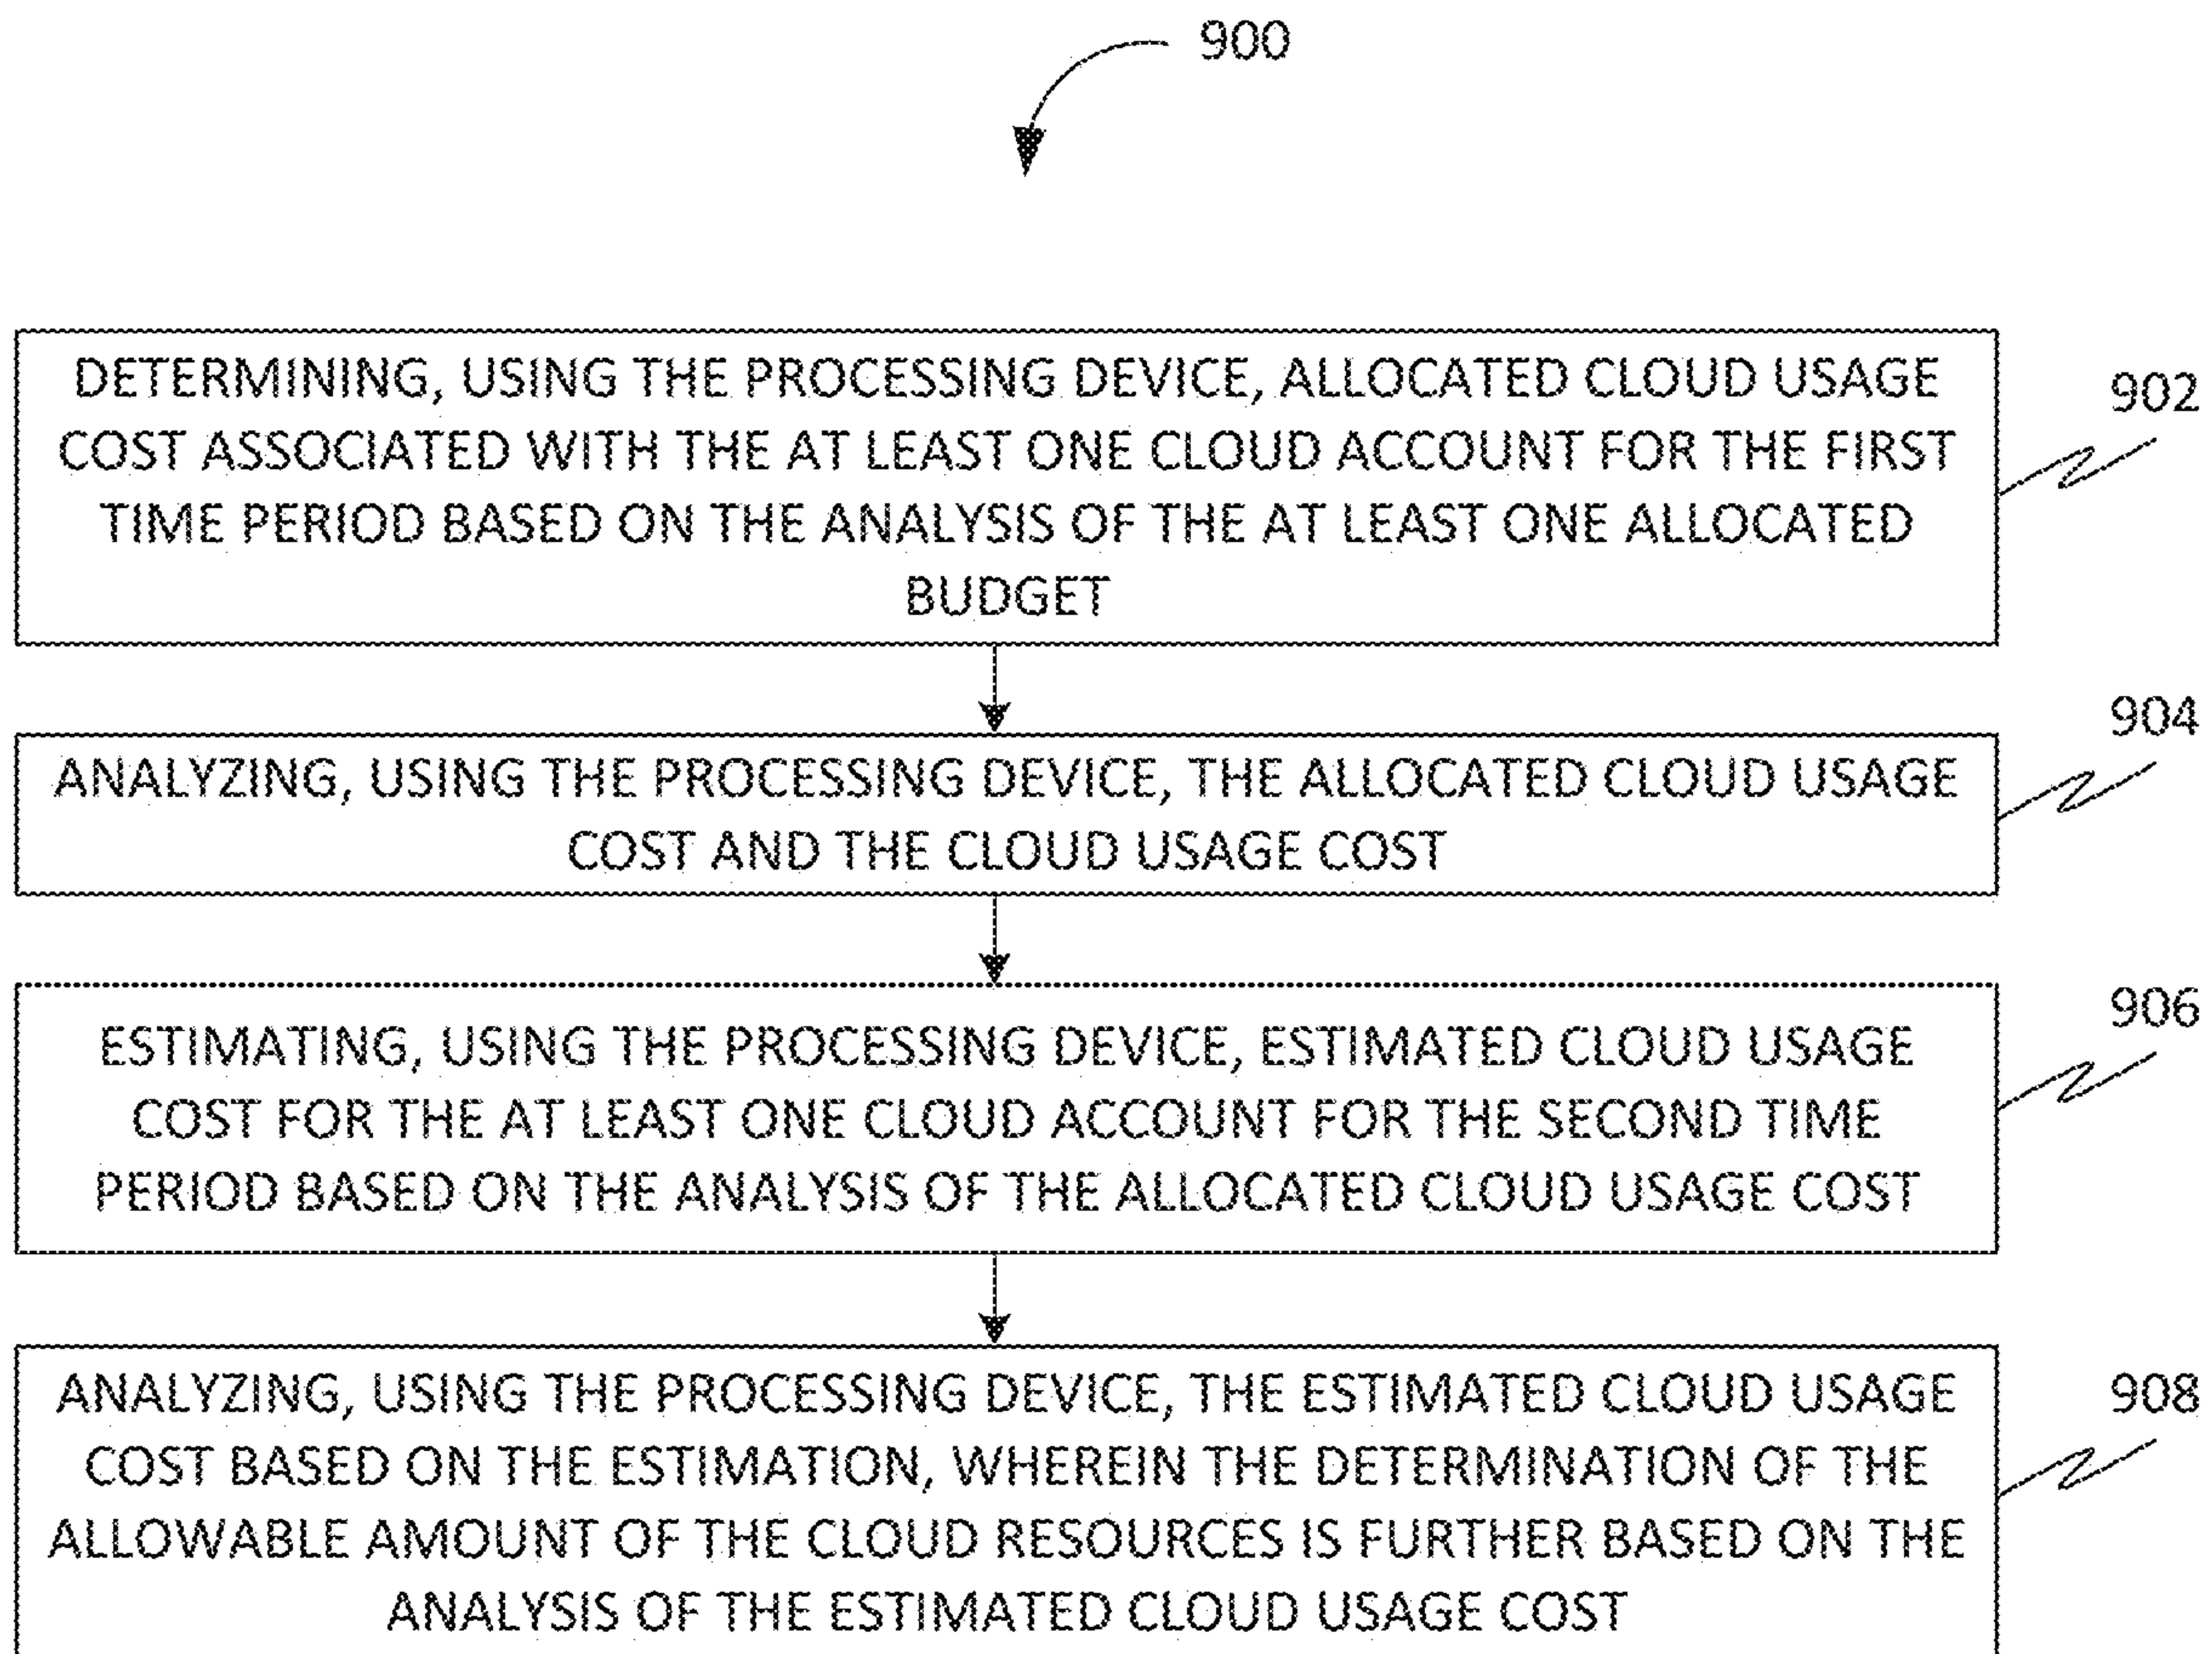 900
DETERMINING, USING THE PROCESSING DEVICE, ALLOCATED CLOUD USAGE
COST ASSOCIATED WITH THE AT LEAST ONE CLOUD ACCOUNT FOR THE FIRST
TIME PERIOD BASED ON THE ANALYSIS OF THE AT LEAST ONE ALLOCATED
BUDGET
902
ANALYZING, USING THE PROCESSING DEVICE, THE ALLOCATED CLOUD USAGE
COST AND THE CLOUD USAGE COST
904
ESTIMATING, USING THE PROCESSING DEVICE, ESTIMATED CLOUD USAGE
COST FOR THE AT LEAST ONE CLOUD ACCOUNT FOR THE SECOND TIME
PERIOD BASED ON THE ANALYSIS OF THE ALLOCATED CLOUD USAGE COST
906
ANALYZING, USING THE PROCESSING DEVICE, THE ESTIMATED CLOUD USAGE
COST BASED ON THE ESTIMATION, WHEREIN THE DETERMINATION OF THE
ALLOWABLE AMOUNT OF THE CLOUD RESOURCES IS FURTHER BASED ON THE
ANALYSIS OF THE ESTIMATED CLOUD USAGE COST
908